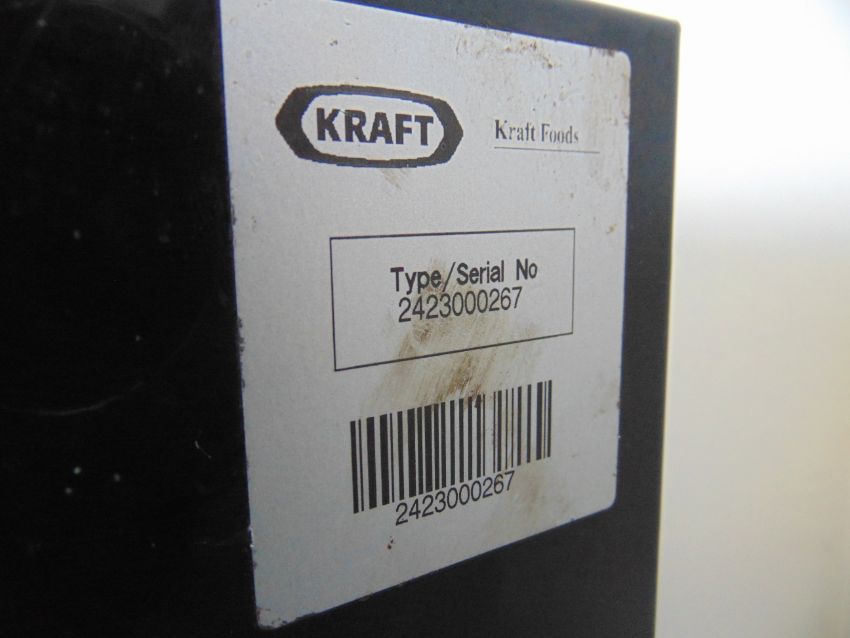 KRAFT
Kraft Foods
Type/Serial No
2423000267
2423000267